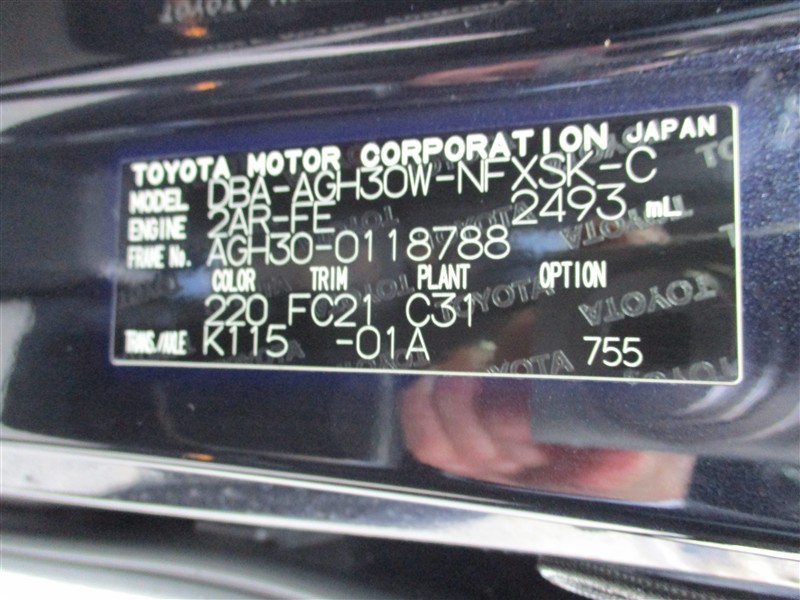 TOYOTA MOTOR CORPORATION JAPAN
MODEL DBA-AGH30W-NFXSK-C
ENGINE 2AR-FE 2493 mL
FRAME No. AGH30-0118788
COLOR TRIM PLANT OPTION
220 FC21 C31
TRANS./AXLE K115 -01A 755